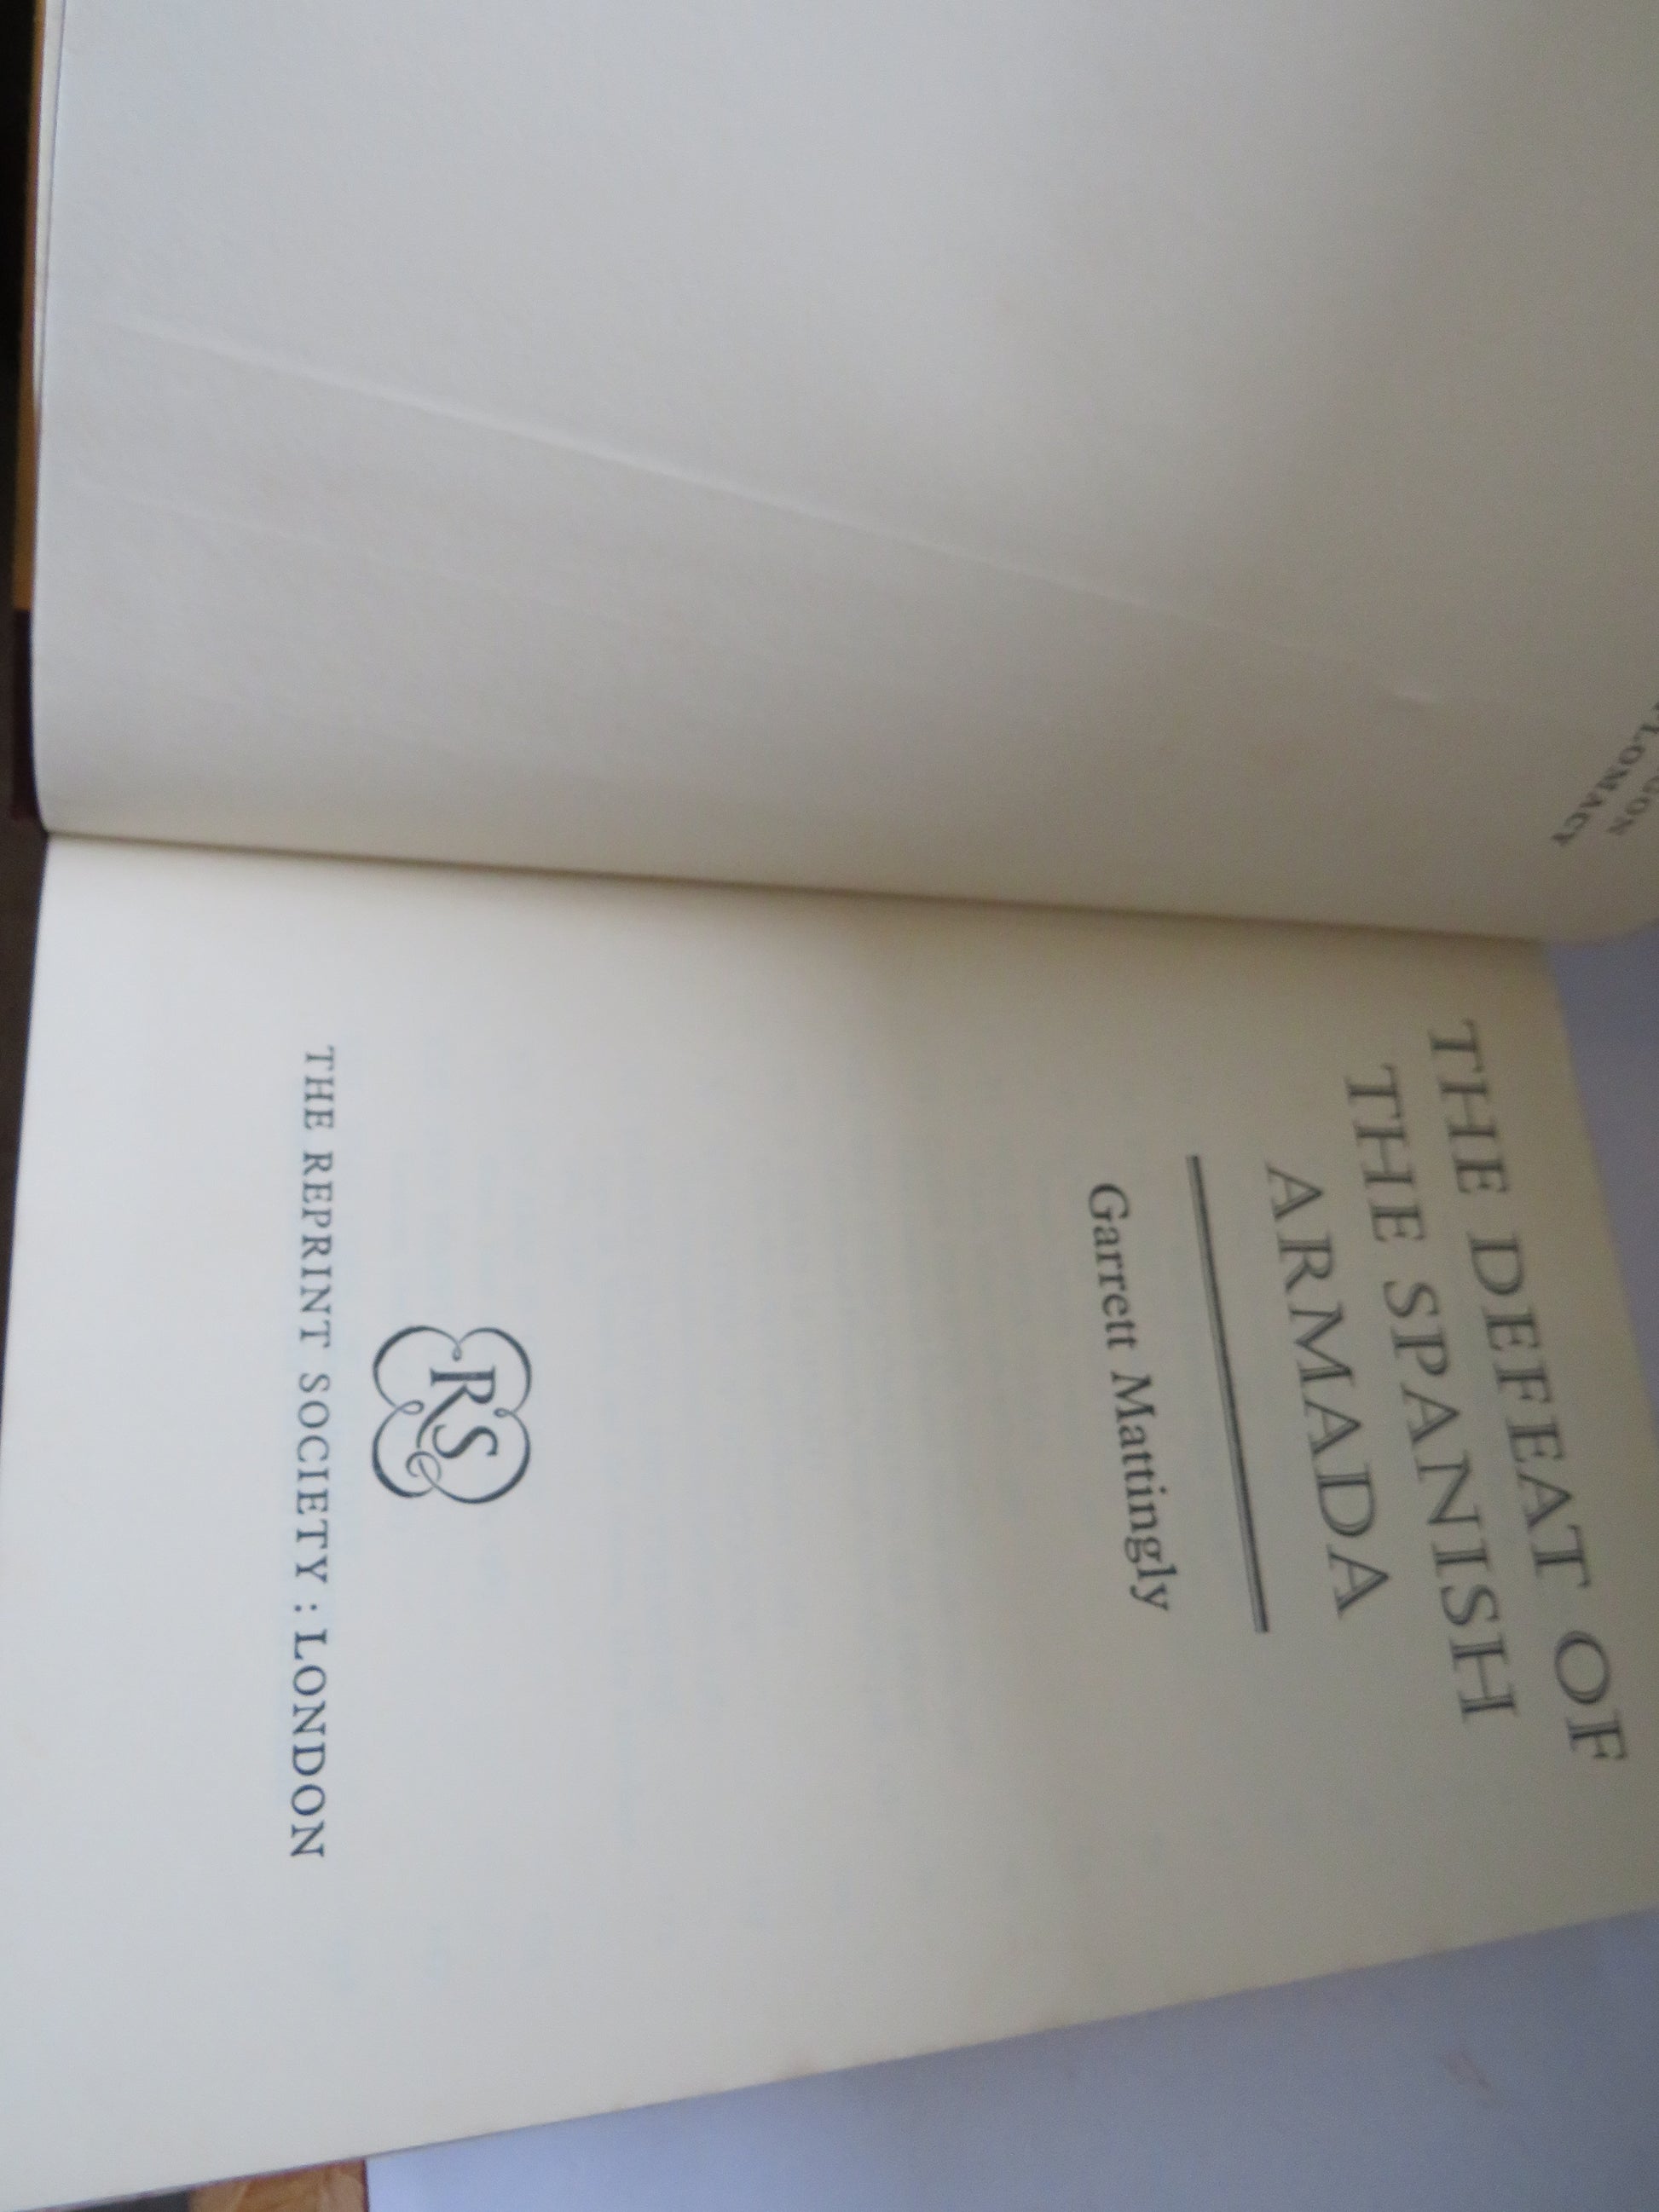 THE DEFEAT OF
THE SPANISH
ARMADA
Garrett Mattingly
RS
THE REPRINT SOCIETY : LONDON